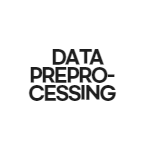 DATA
PREPRO-
CESSING